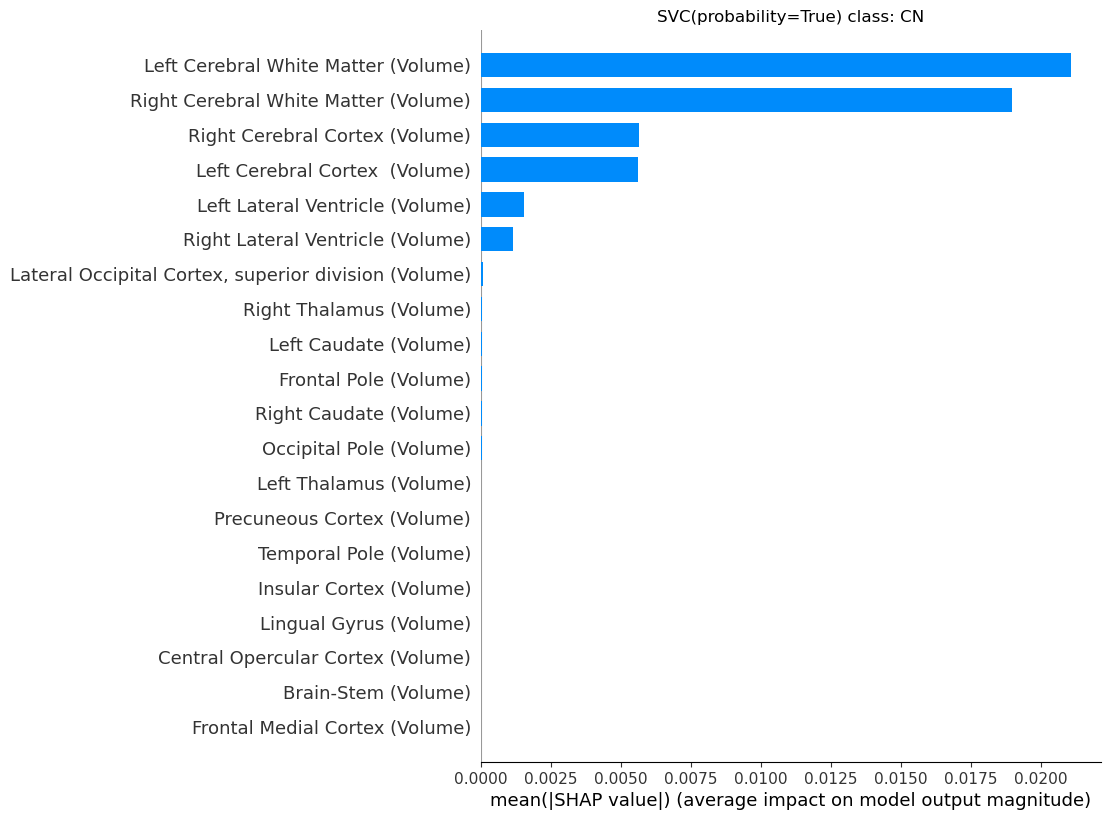 SVC(probability=True) class: CN
Left Cerebral White Matter (Volume)
Right Cerebral White Matter (Volume)
Right Cerebral Cortex (Volume)
Left Cerebral Cortex  (Volume)
Left Lateral Ventricle (Volume)
Right Lateral Ventricle (Volume)
Lateral Occipital Cortex, superior division (Volume)
Right Thalamus (Volume)
Left Caudate (Volume)
Frontal Pole (Volume)
Right Caudate (Volume)
Occipital Pole (Volume)
Left Thalamus (Volume)
Precuneous Cortex (Volume)
Temporal Pole (Volume)
Insular Cortex (Volume)
Lingual Gyrus (Volume)
Central Opercular Cortex (Volume)
Brain-Stem (Volume)
Frontal Medial Cortex (Volume)
0.0000 0.0025 0.0050 0.0075 0.0100 0.0125 0.0150 0.0175 0.0200
mean(|SHAP value|) (average impact on model output magnitude)